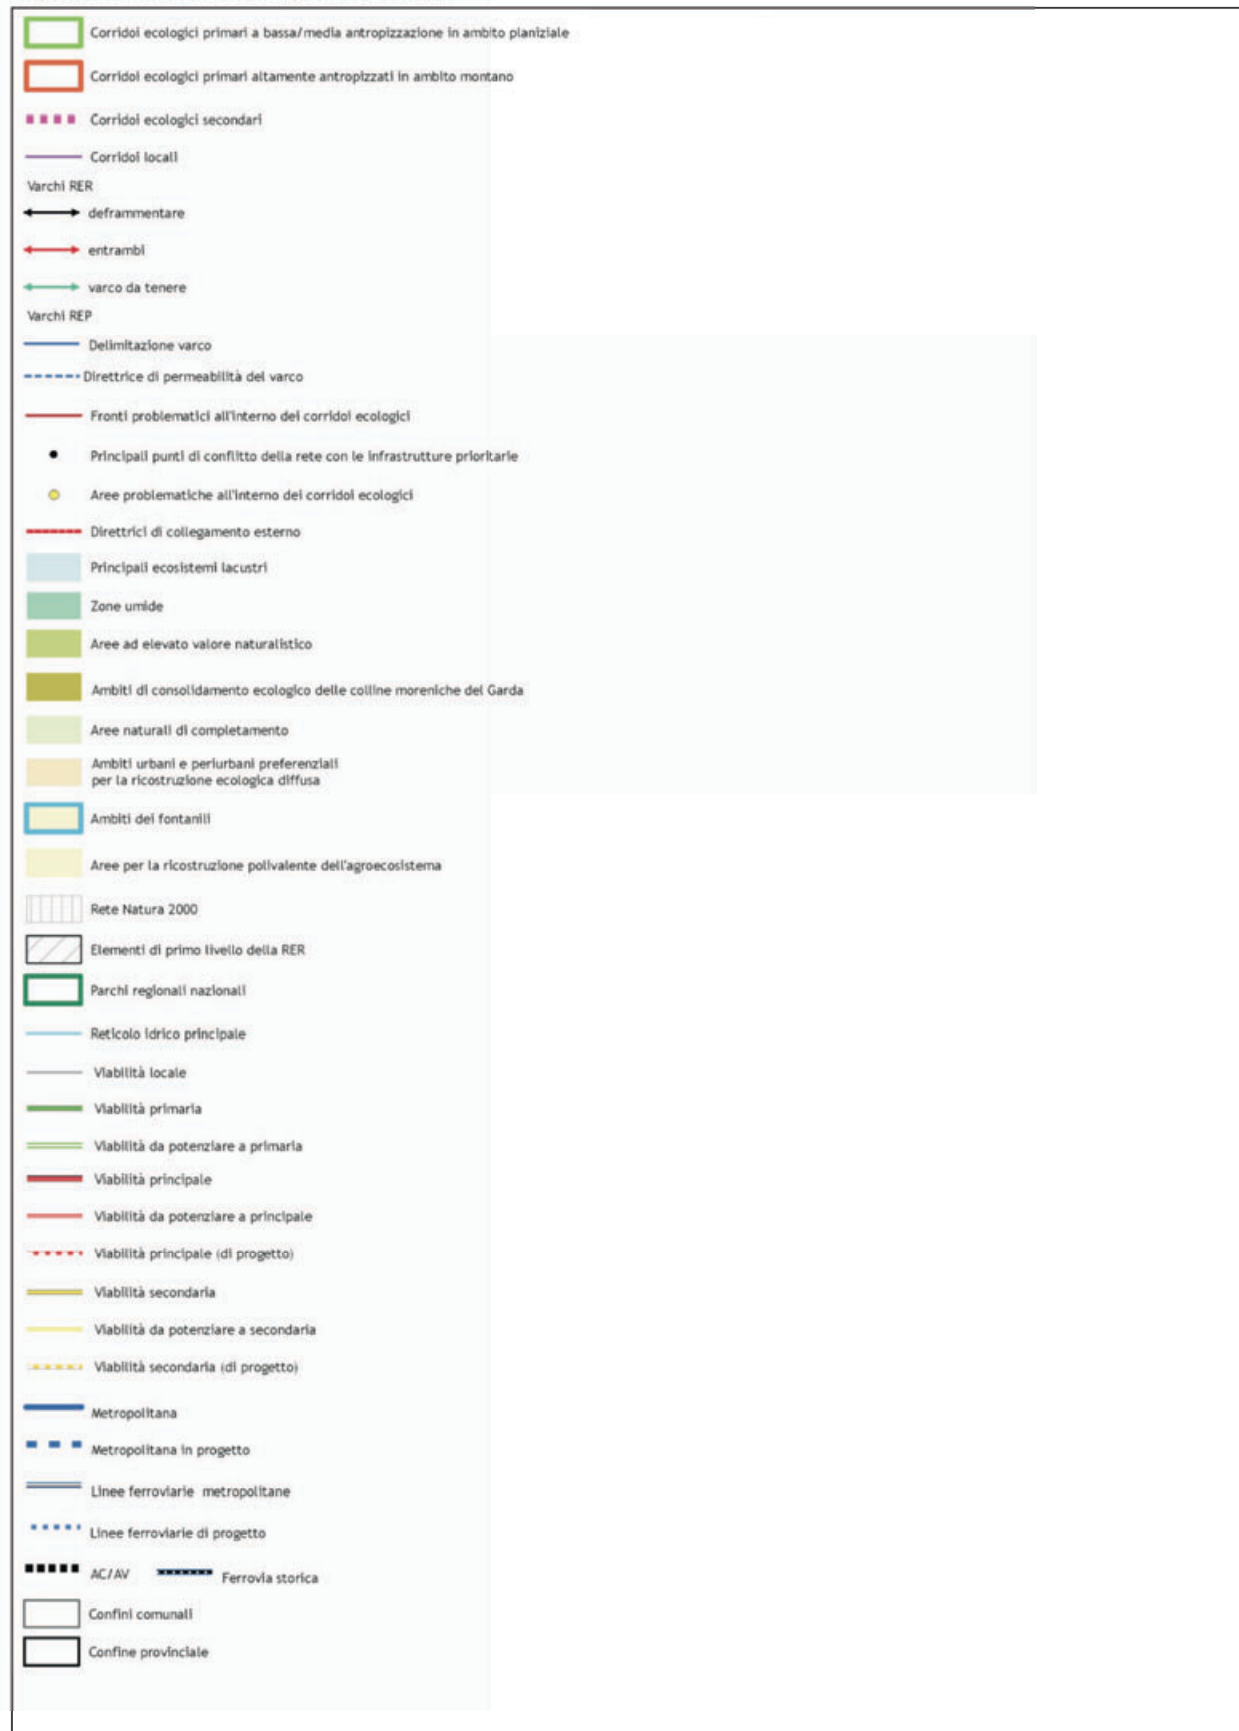 Corridoi ecologici primari a bassa/media antropizzazione in ambito planiziale
Corridoi ecologici primari altamente antropizzati in ambito montano
Corridoi ecologici secondari
Corridoi locali
Varchi RER
deframmentare
entrambi
varco da tenere
Varchi REP
Delimitazione varco
Direttrice di permeabilità del varco
Fronti problematici all'interno dei corridoi ecologici
Principali punti di conflitto della rete con le infrastrutture prioritarie
Aree problematiche all'interno dei corridoi ecologici
Direttrici di collegamento esterno
Principali ecosistemi lacustri
Zone umide
Aree ad elevato valore naturalistico
Ambiti di consolidamento ecologico delle colline moreniche del Garda
Aree naturali di completamento
Ambiti urbani e periurbani preferenziali
per la ricostruzione ecologica diffusa
Ambiti dei fontanili
Aree per la ricostruzione polivalente dell'agroecosistema
Rete Natura 2000
Elementi di primo livello della RER
Parchi regionali nazionali
Reticolo idrico principale
Viabilità locale
Viabilità primaria
Viabilità da potenziare a primaria
Viabilità principale
Viabilità da potenziare a principale
Viabilità principale (di progetto)
Viabilità secondaria
Viabilità da potenziare a secondaria
Viabilità secondaria (di progetto)
Metropolitana
Metropolitana in progetto
Linee ferroviarie metropolitane
Linee ferroviarie di progetto
AC/AV Ferrovia storica
Confini comunali
Confine provinciale